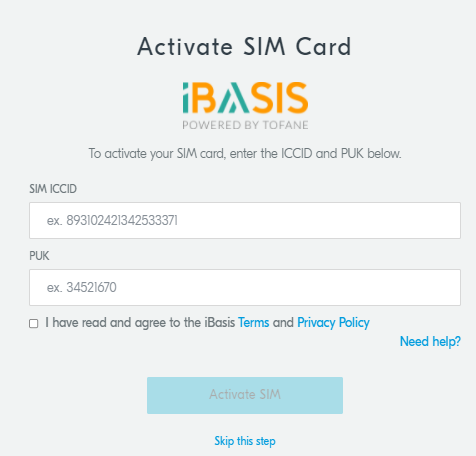 Activate SIM Card
iBASIS
POWERED BY TOFANE
To activate your SIM card, enter the ICCID and PUK below.
SIM ICCID
ex. 893102421342533371
PUK
ex. 34521670
I have read and agree to the iBasis Terms and Privacy Policy
Need help?
Activate SIM
Skip this step